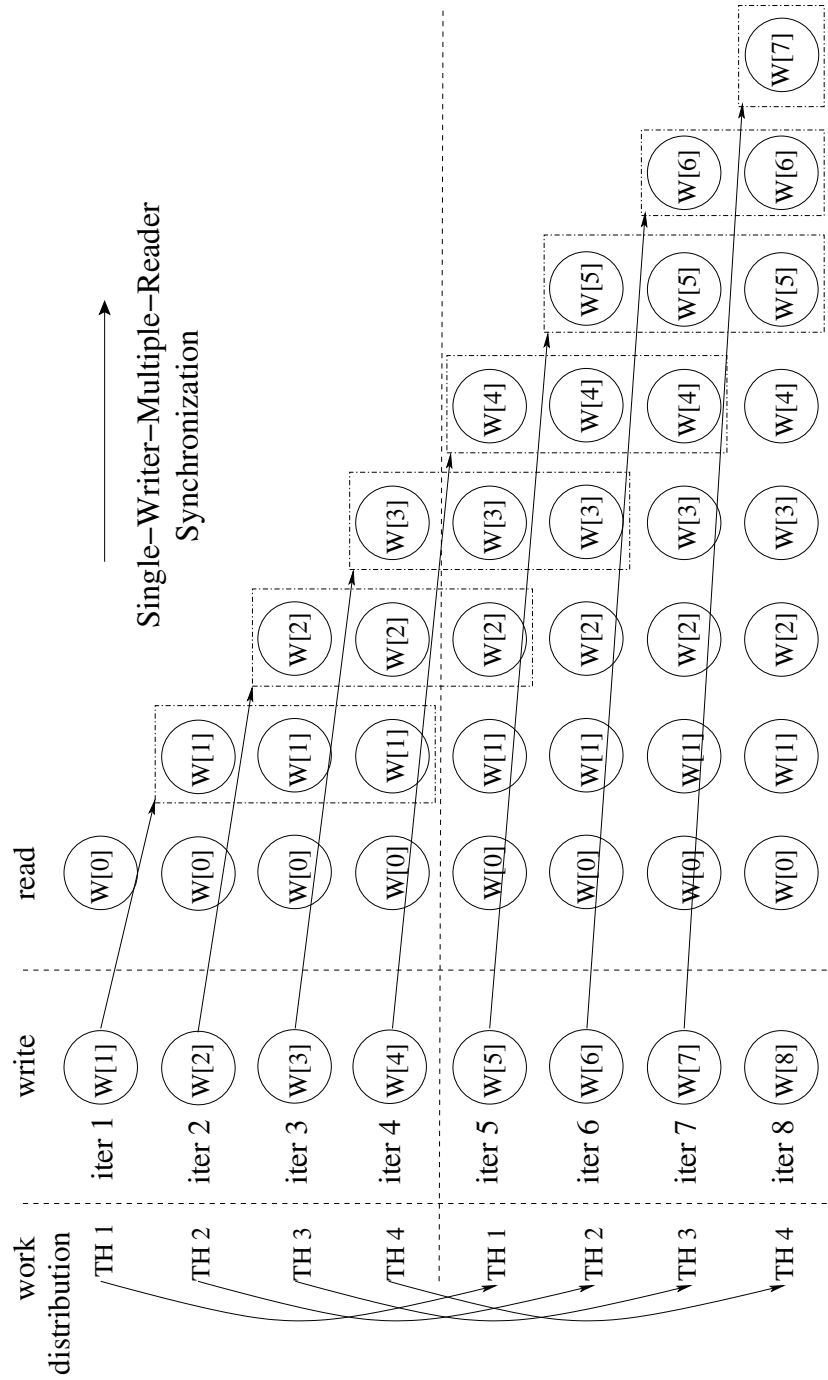 work
distribution
write
read
TH 1 iter 1 W[1] W[0]
Single−Writer−Multiple−Reader
Synchronization
TH 2 iter 2 W[2] W[0] W[1]
TH 3 iter 3 W[3] W[0] W[1] W[2]
TH 4 iter 4 W[4] W[0] W[1] W[2] W[3]
TH 1 iter 5 W[5] W[0] W[1] W[2] W[3] W[4]
TH 2 iter 6 W[6] W[0] W[1] W[2] W[3] W[4] W[5]
TH 3 iter 7 W[7] W[0] W[1] W[2] W[3] W[4] W[5] W[6]
TH 4 iter 8 W[8] W[0] W[1] W[2] W[3] W[4] W[5] W[6] W[7]